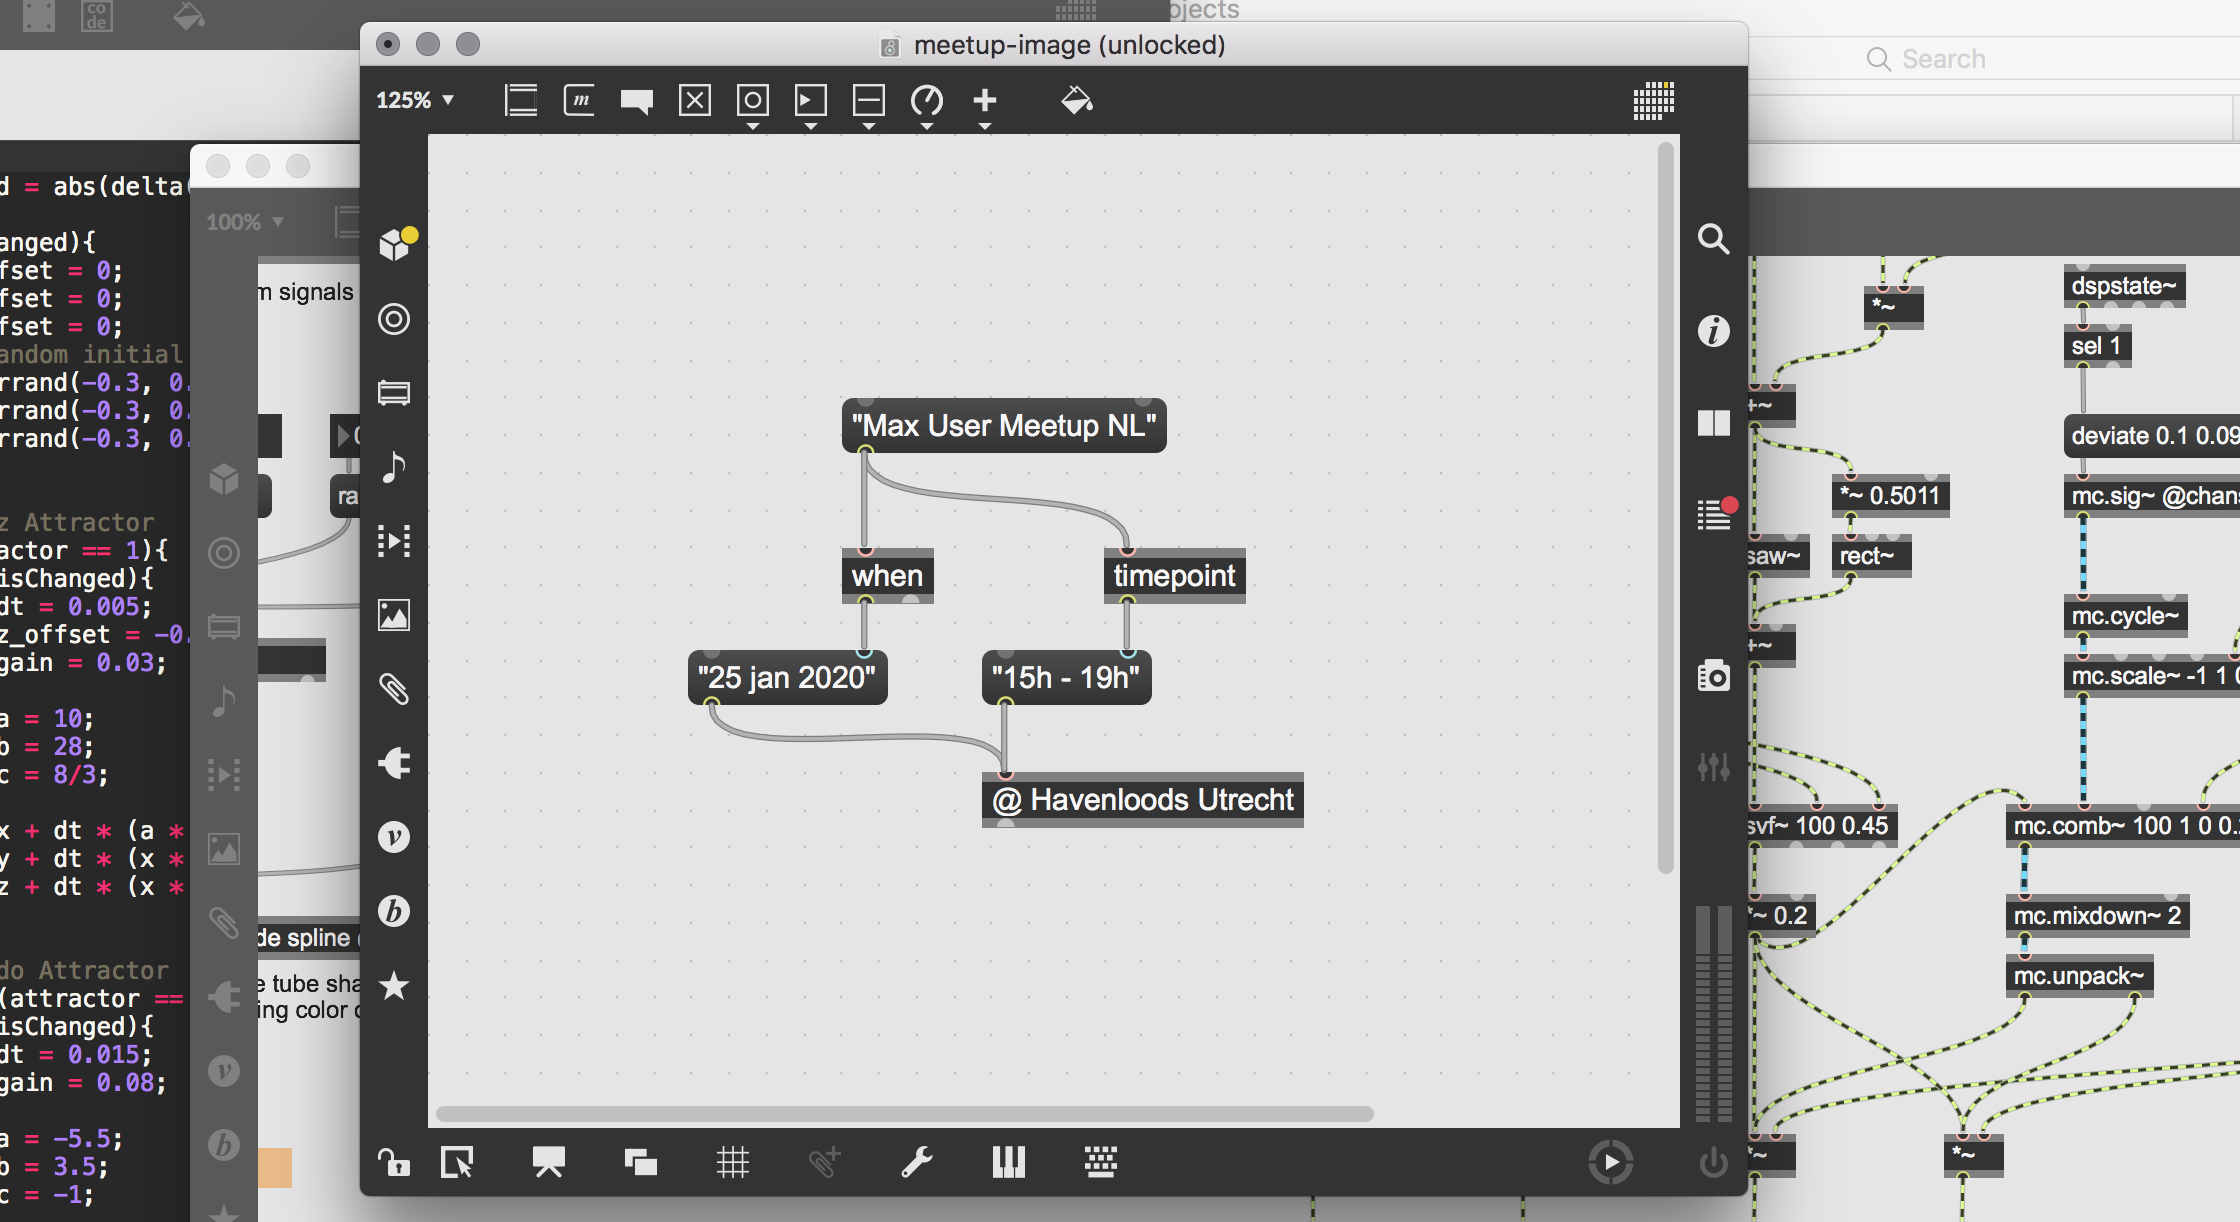 co
de
bjects
Search
meetup-image (unlocked)
125%
m
"Max User Meetup NL"
when
timepoint
"25 jan 2020"
"15h - 19h"
@ Havenloods Utrecht
i
v
b
d = abs(delta(
anged){
fset = 0;
fset = 0;
fset = 0;
andom initial
rrand(-0.3, 0.
rrand(-0.3, 0.
rrand(-0.3, 0.
z Attractor
actor == 1){
isChanged){
dt = 0.005;
z_offset = -0.
gain = 0.03;
a = 10;
b = 28;
c = 8/3;
x + dt * (a *
y + dt * (x *
z + dt * (x *
do Attractor
(attractor ==
isChanged){
dt = 0.015;
gain = 0.08;
a = -5.5;
b = 3.5;
c = -1;
100%
m signals
ra
de spline
e tube sha
ing color
v
b
*~
+~
*~ 0.5011
saw~
rect~
+~
svf~ 100 0.45
*~ 0.2
*~
*~
dspstate~
sel 1
deviate 0.1 0.09
mc.sig~ @chans
mc.cycle~
mc.scale~ -1 1 0
mc.comb~ 100 1 0 0.
mc.mixdown~ 2
mc.unpack~